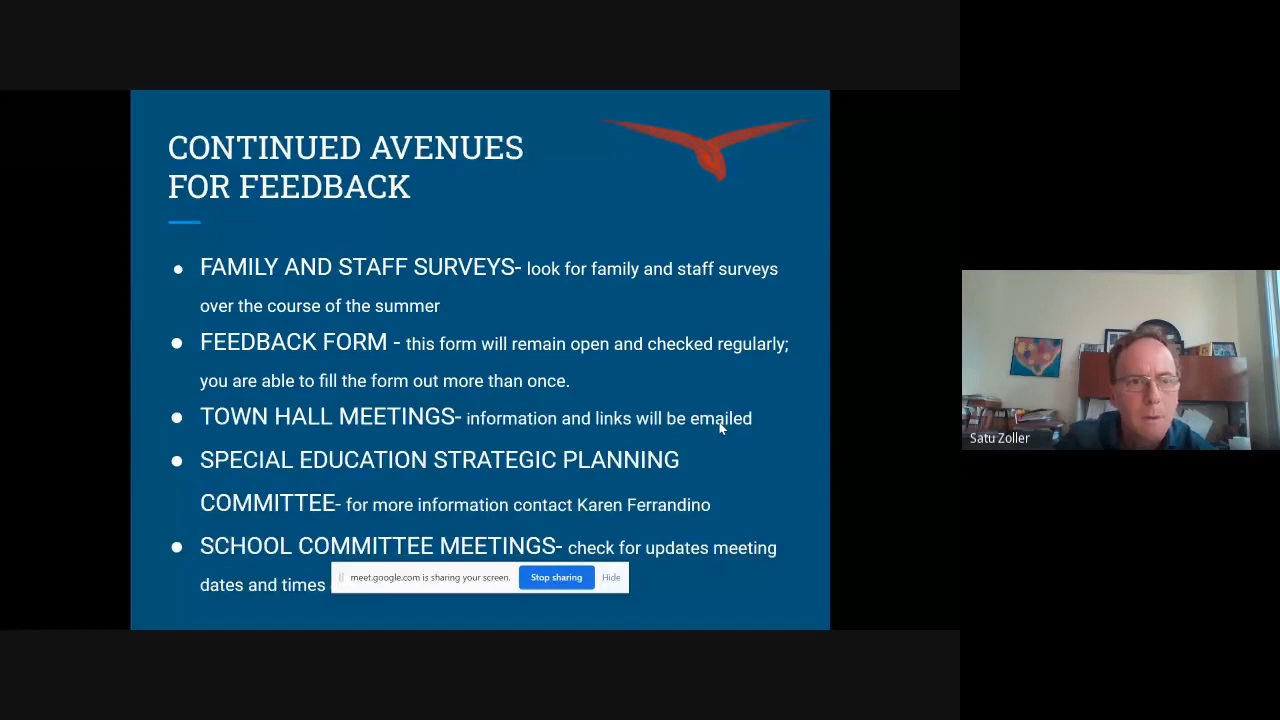 CONTINUED AVENUES
FOR FEEDBACK
FAMILY AND STAFF SURVEYS- look for family and staff surveys
over the course of the summer
FEEDBACK FORM - this form will remain open and checked regularly;
you are able to fill the form out more than once.
TOWN HALL MEETINGS- information and links will be emailed
SPECIAL EDUCATION STRATEGIC PLANNING
COMMITTEE- for more information contact Karen Ferrandino
SCHOOL COMMITTEE MEETINGS- check for updates meeting
dates and times
meet.google.com is sharing your screen. Stop sharing Hide
Satu Zoller